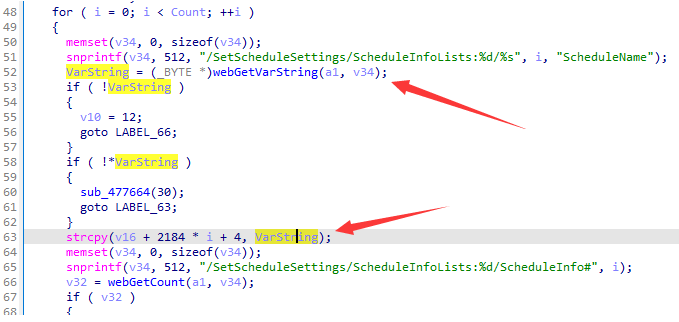 48 for ( i = 0; i < Count; ++i )
49 {
50 memset(v34, 0, sizeof(v34));
51 snprintf(v34, 512, "/SetScheduleSettings/ScheduleInfoLists:%d/%s", i, "ScheduleName");
52 VarString = (_BYTE *)webGetVarString(a1, v34);
53 if ( !VarString )
54 {
55 v10 = 12;
56 goto LABEL_66;
57 }
58 if ( !*VarString )
59 {
60 sub_477664(30);
61 goto LABEL_63;
62 }
63 strcpy(v16 + 2184 * i + 4, VarString);
64 memset(v34, 0, sizeof(v34));
65 snprintf(v34, 512, "/SetScheduleSettings/ScheduleInfoLists:%d/ScheduleInfo#", i);
66 v32 = webGetCount(a1, v34);
67 if ( v32 )
68 {